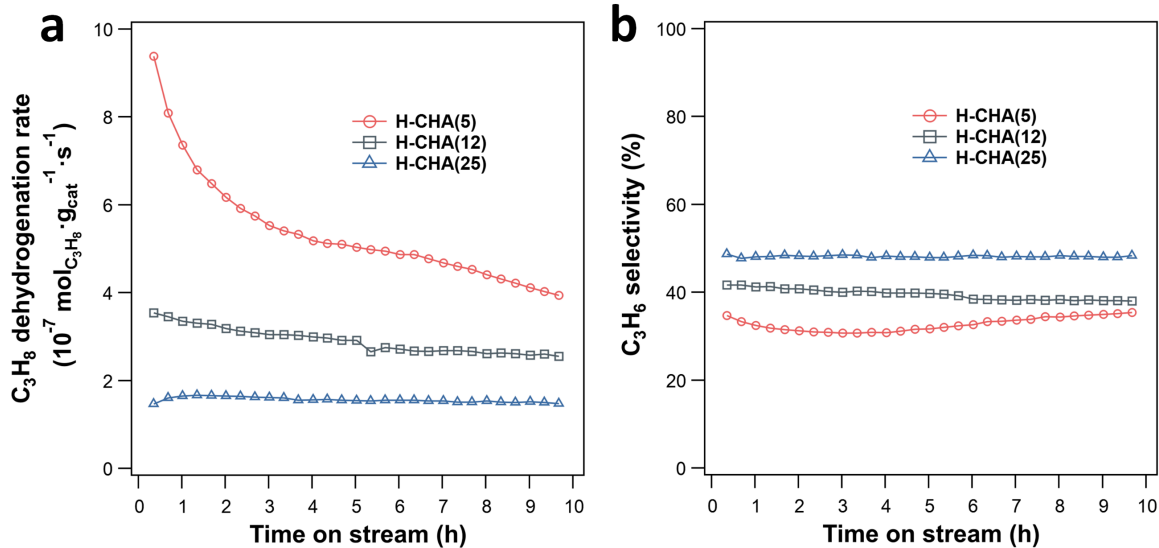 a
10
8
6
4
2
0
C₃H₈ dehydrogenation rate
(10⁻⁷ mol_C₃H₈·g_cat⁻¹·s⁻¹)
H-CHA(5)
H-CHA(12)
H-CHA(25)
0 1 2 3 4 5 6 7 8 9 10
Time on stream (h)
b
100
80
60
40
20
0
C₃H₆ selectivity (%)
H-CHA(5)
H-CHA(12)
H-CHA(25)
0 1 2 3 4 5 6 7 8 9 10
Time on stream (h)